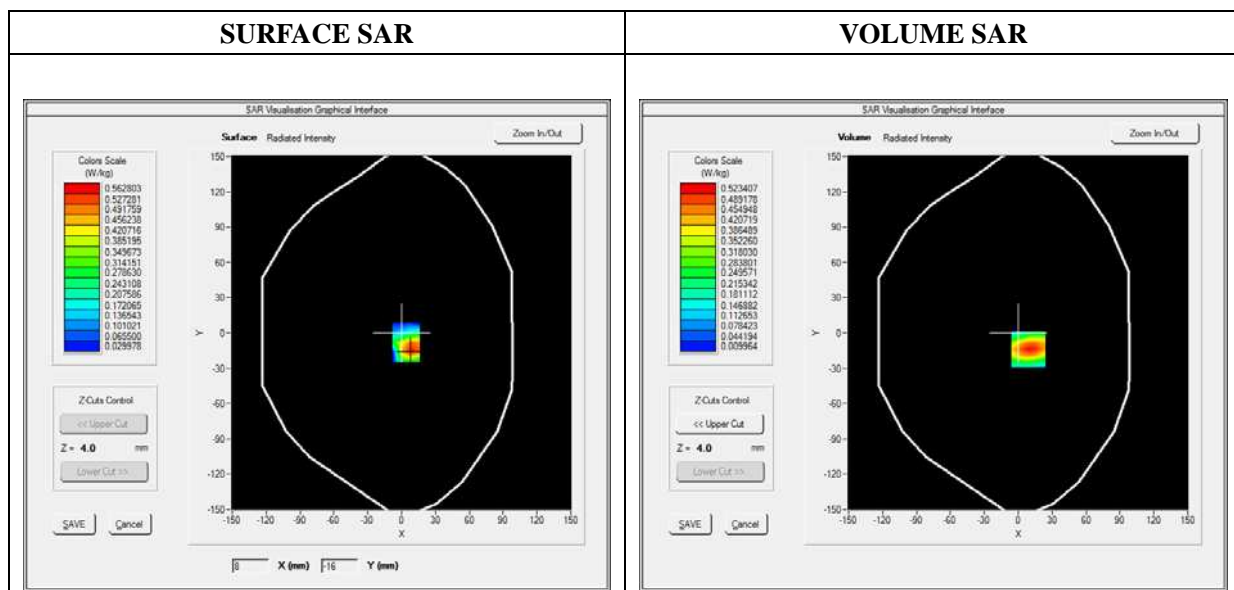 SURFACE SAR
VOLUME SAR
SAR Visualisation Graphical Interface
Surface Radiated Intensity
Zoom In/Out
Colors Scale
(W/kg)
0.562803
0.527281
0.491759
0.456238
0.420716
0.385195
0.349673
0.314151
0.278630
0.243108
0.207586
0.172065
0.136543
0.101021
0.065500
0.029978
Z-Cuts Control
<< Upper Cut
Z = 4.0 mm
Lower Cut >>
SAVE Cancel
150
120
90
60
30
0
-30
-60
-90
-120
-150
Y
-150 -120 -90 -60 -30 0 30 60 90 120 150
X
8 X (mm) -16 Y (mm)
SAR Visualisation Graphical Interface
Volume Radiated Intensity
Zoom In/Out
Colors Scale
(W/kg)
0.523407
0.489178
0.454948
0.420719
0.386489
0.352260
0.318030
0.283801
0.249571
0.215342
0.181112
0.146882
0.112653
0.078423
0.044194
0.009964
Z-Cuts Control
<< Upper Cut
Z = 4.0 mm
Lower Cut >>
SAVE Cancel
150
120
90
60
30
0
-30
-60
-90
-120
-150
Y
-150 -120 -90 -60 -30 0 30 60 90 120 150
X